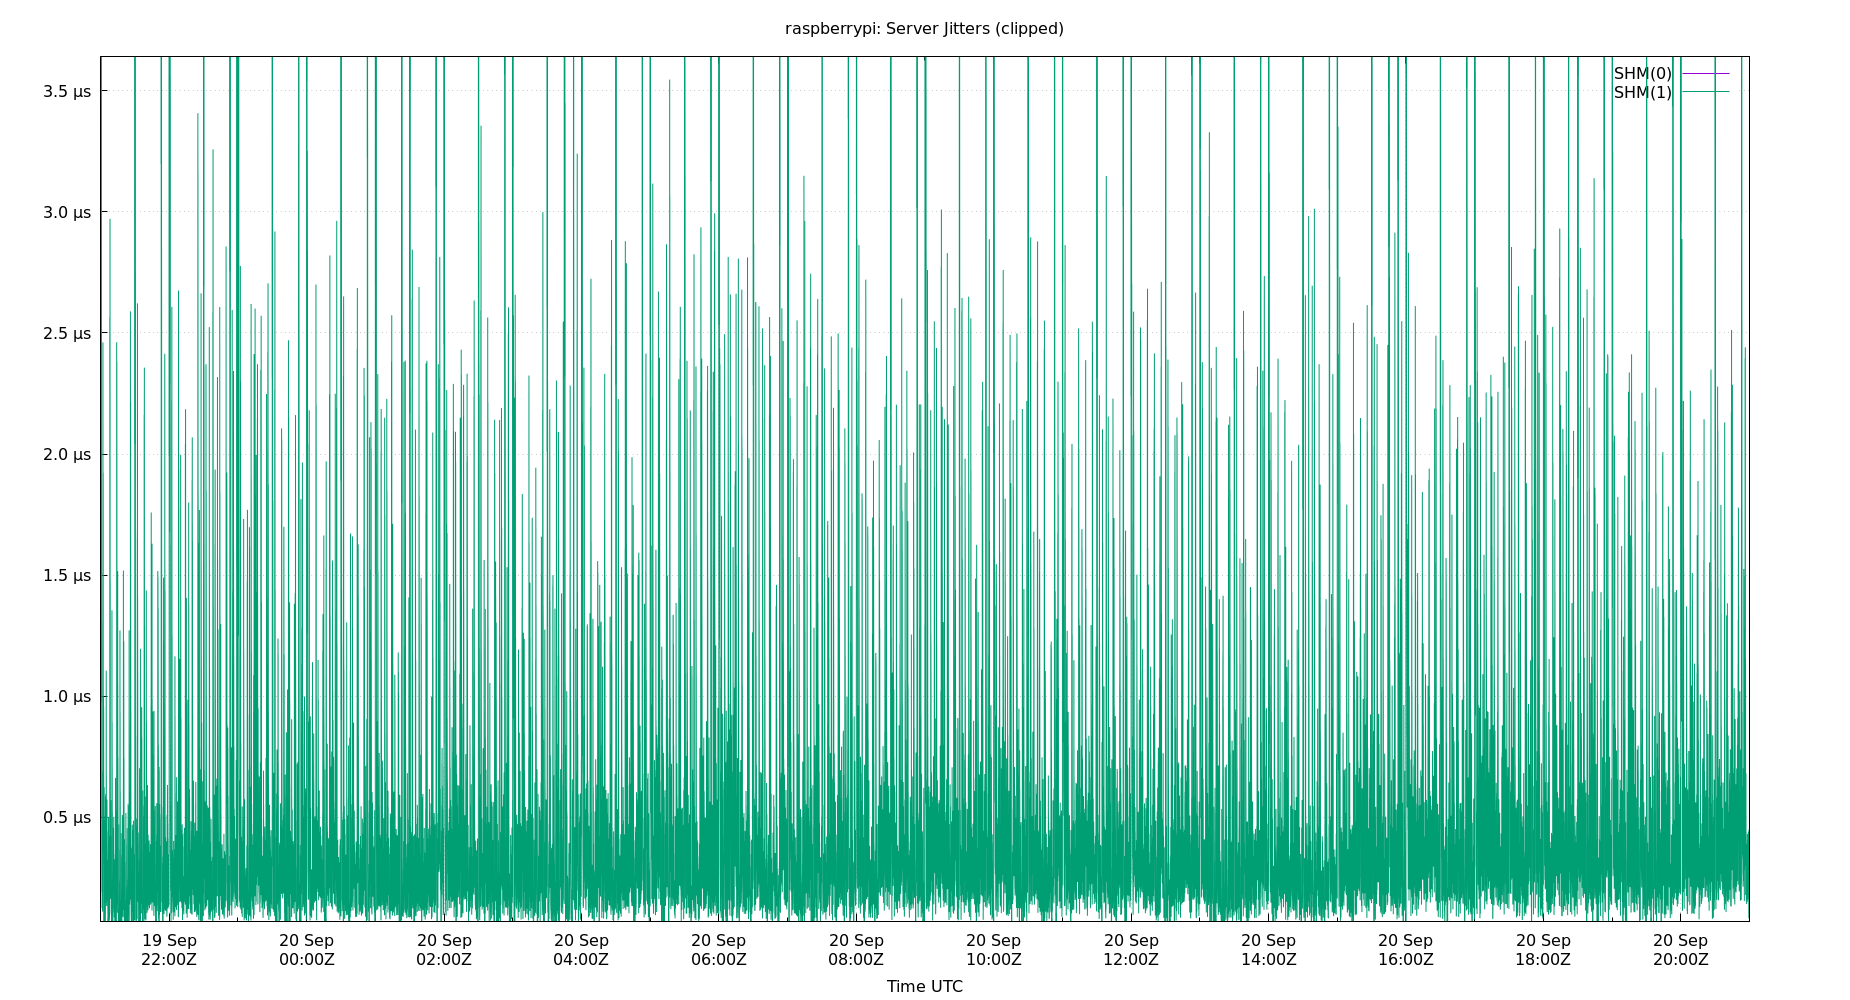 raspberrypi: Server Jitters (clipped)
SHM(0)
SHM(1)
3.5 µs
3.0 µs
2.5 µs
2.0 µs
1.5 µs
1.0 µs
0.5 µs
19 Sep 20 Sep 20 Sep 20 Sep 20 Sep 20 Sep 20 Sep 20 Sep 20 Sep 20 Sep 20 Sep 20 Sep
22:00Z 00:00Z 02:00Z 04:00Z 06:00Z 08:00Z 10:00Z 12:00Z 14:00Z 16:00Z 18:00Z 20:00Z
Time UTC